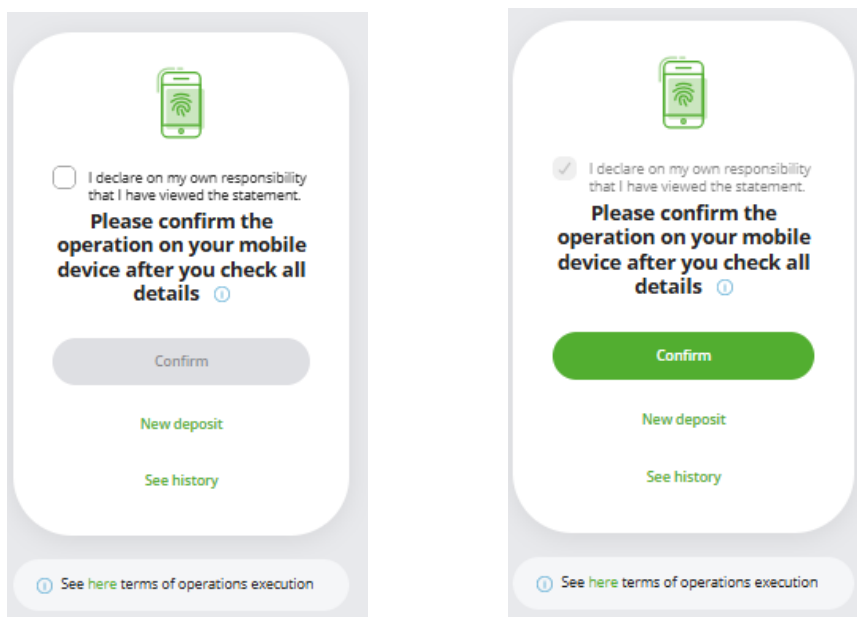 I declare on my own responsibility
that I have viewed the statement.
Please confirm the
operation on your mobile
device after you check all
details
Confirm
New deposit
See history
See here terms of operations execution
I declare on my own responsibility
that I have viewed the statement.
Please confirm the
operation on your mobile
device after you check all
details
Confirm
New deposit
See history
See here terms of operations execution